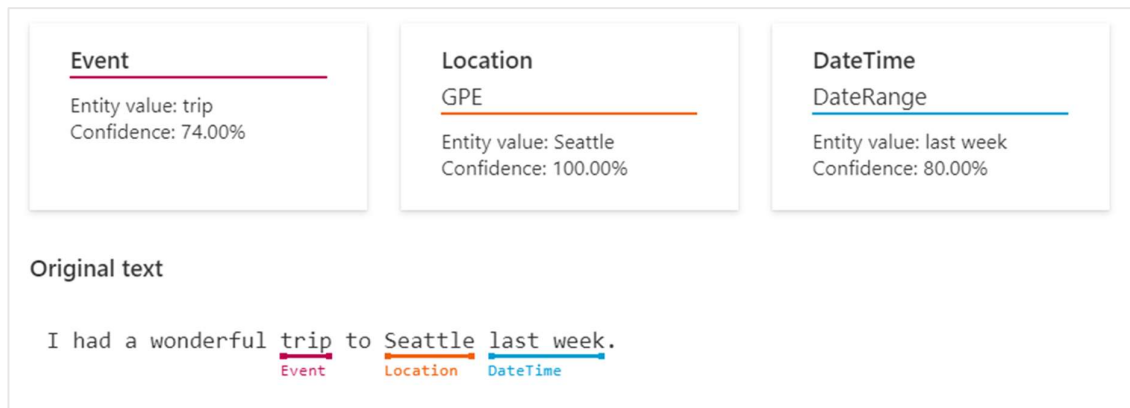 Event
Entity value: trip
Confidence: 74.00%
Location
GPE
Entity value: Seattle
Confidence: 100.00%
DateTime
DateRange
Entity value: last week
Confidence: 80.00%
Original text
I had a wonderful trip to Seattle last week.
Event Location DateTime